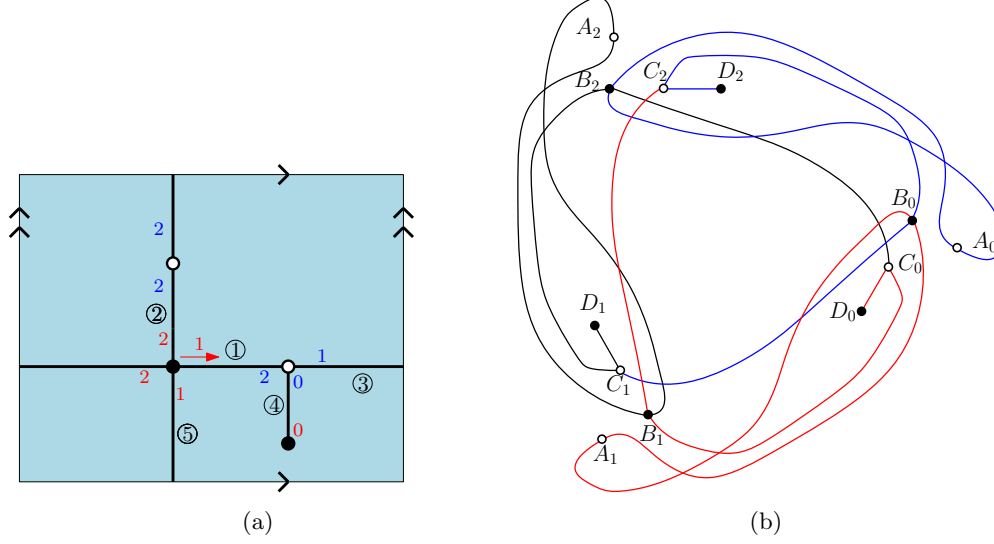 A₂
B₂
C₂
D₂
B₀
A₀
C₀
D₀
D₁
C₁
B₁
A₁
2
2
②
2
1
①
1
2
2
0
③
1
④
⑤
0
(a)
(b)